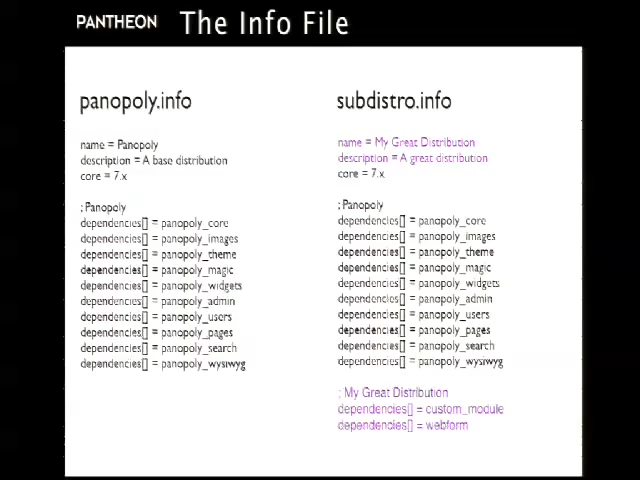 PANTHEON The Info File
panopoly.info
name = Panopoly
description = A base distribution
core = 7.x
; Panopoly
dependencies[] = panopoly_core
dependencies[] = panopoly_images
dependencies[] = panopoly_theme
dependencies[] = panopoly_magic
dependencies[] = panopoly_widgets
dependencies[] = panopoly_admin
dependencies[] = panopoly_users
dependencies[] = panopoly_pages
dependencies[] = panopoly_search
dependencies[] = panopoly_wysiwyg
subdistro.info
name = My Great Distribution
description = A great distribution
core = 7.x
; Panopoly
dependencies[] = panopoly_core
dependencies[] = panopoly_images
dependencies[] = panopoly_theme
dependencies[] = panopoly_magic
dependencies[] = panopoly_widgets
dependencies[] = panopoly_admin
dependencies[] = panopoly_users
dependencies[] = panopoly_pages
dependencies[] = panopoly_search
dependencies[] = panopoly_wysiwyg
; My Great Distribution
dependencies[] = custom_module
dependencies[] = webform